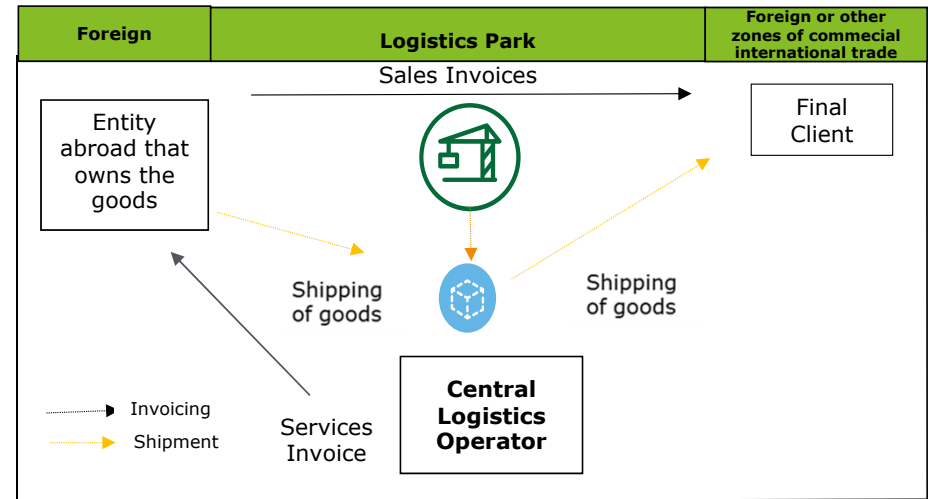 Foreign
Logistics Park
Foreign or other
zones of commecial
international trade
Sales Invoices
Entity
abroad that
owns the
goods
Final
Client
Shipping
of goods
Shipping
of goods
Central
Logistics
Operator
Services
Invoice
Invoicing
Shipment